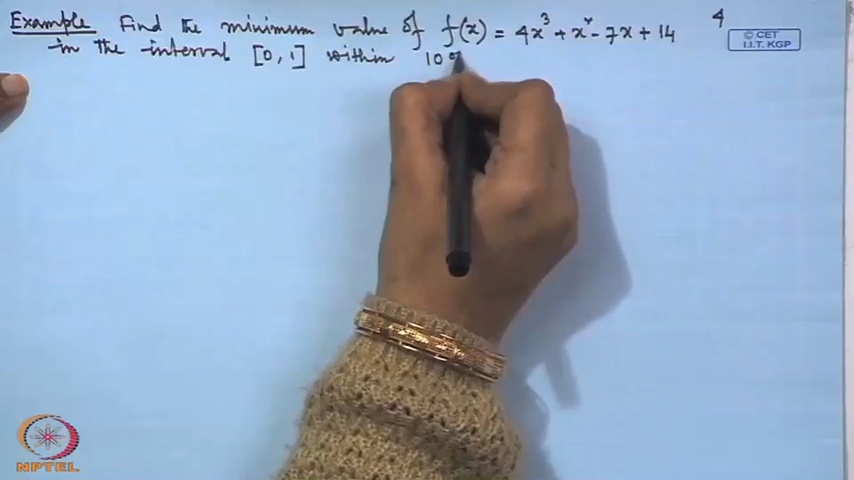 Example Find the minimum value of f(x) = 4x³ + x² - 7x + 14
in the interval [0, 1] within 10%
4
© CET
I.I.T. KGP
NPTEL